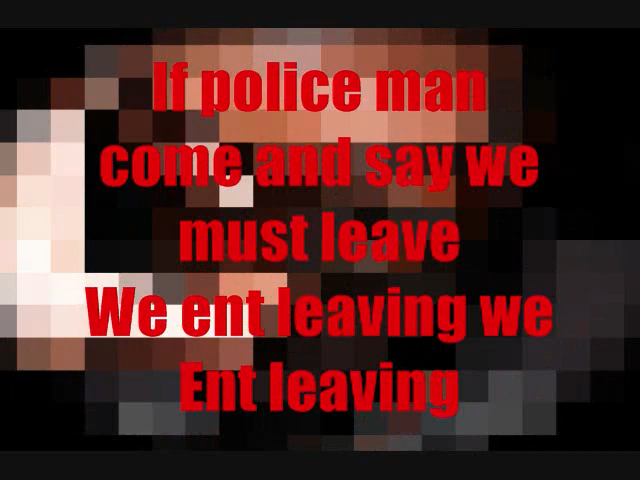 If police man
come and say we
must leave
We ent leaving we
Ent leaving